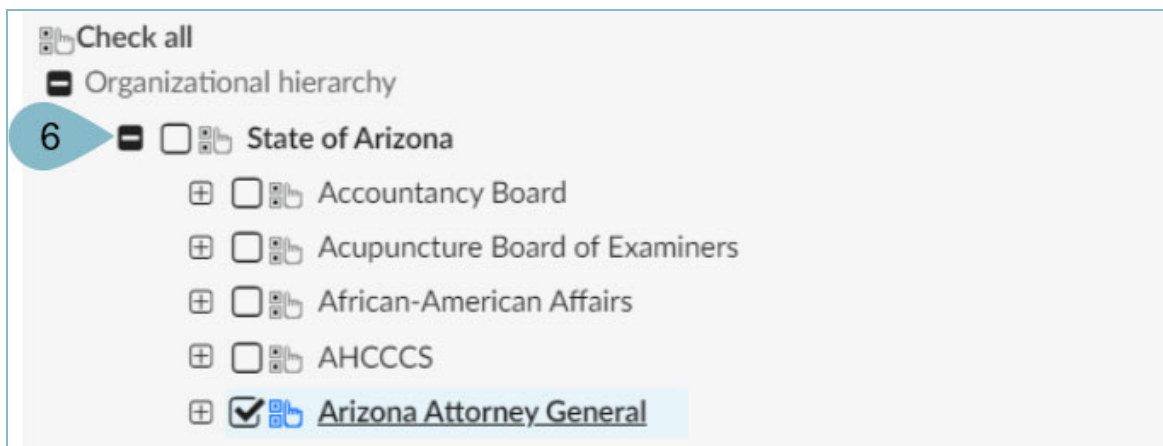 Check all
Organizational hierarchy
6 State of Arizona
Accountancy Board
Acupuncture Board of Examiners
African-American Affairs
AHCCCS
Arizona Attorney General